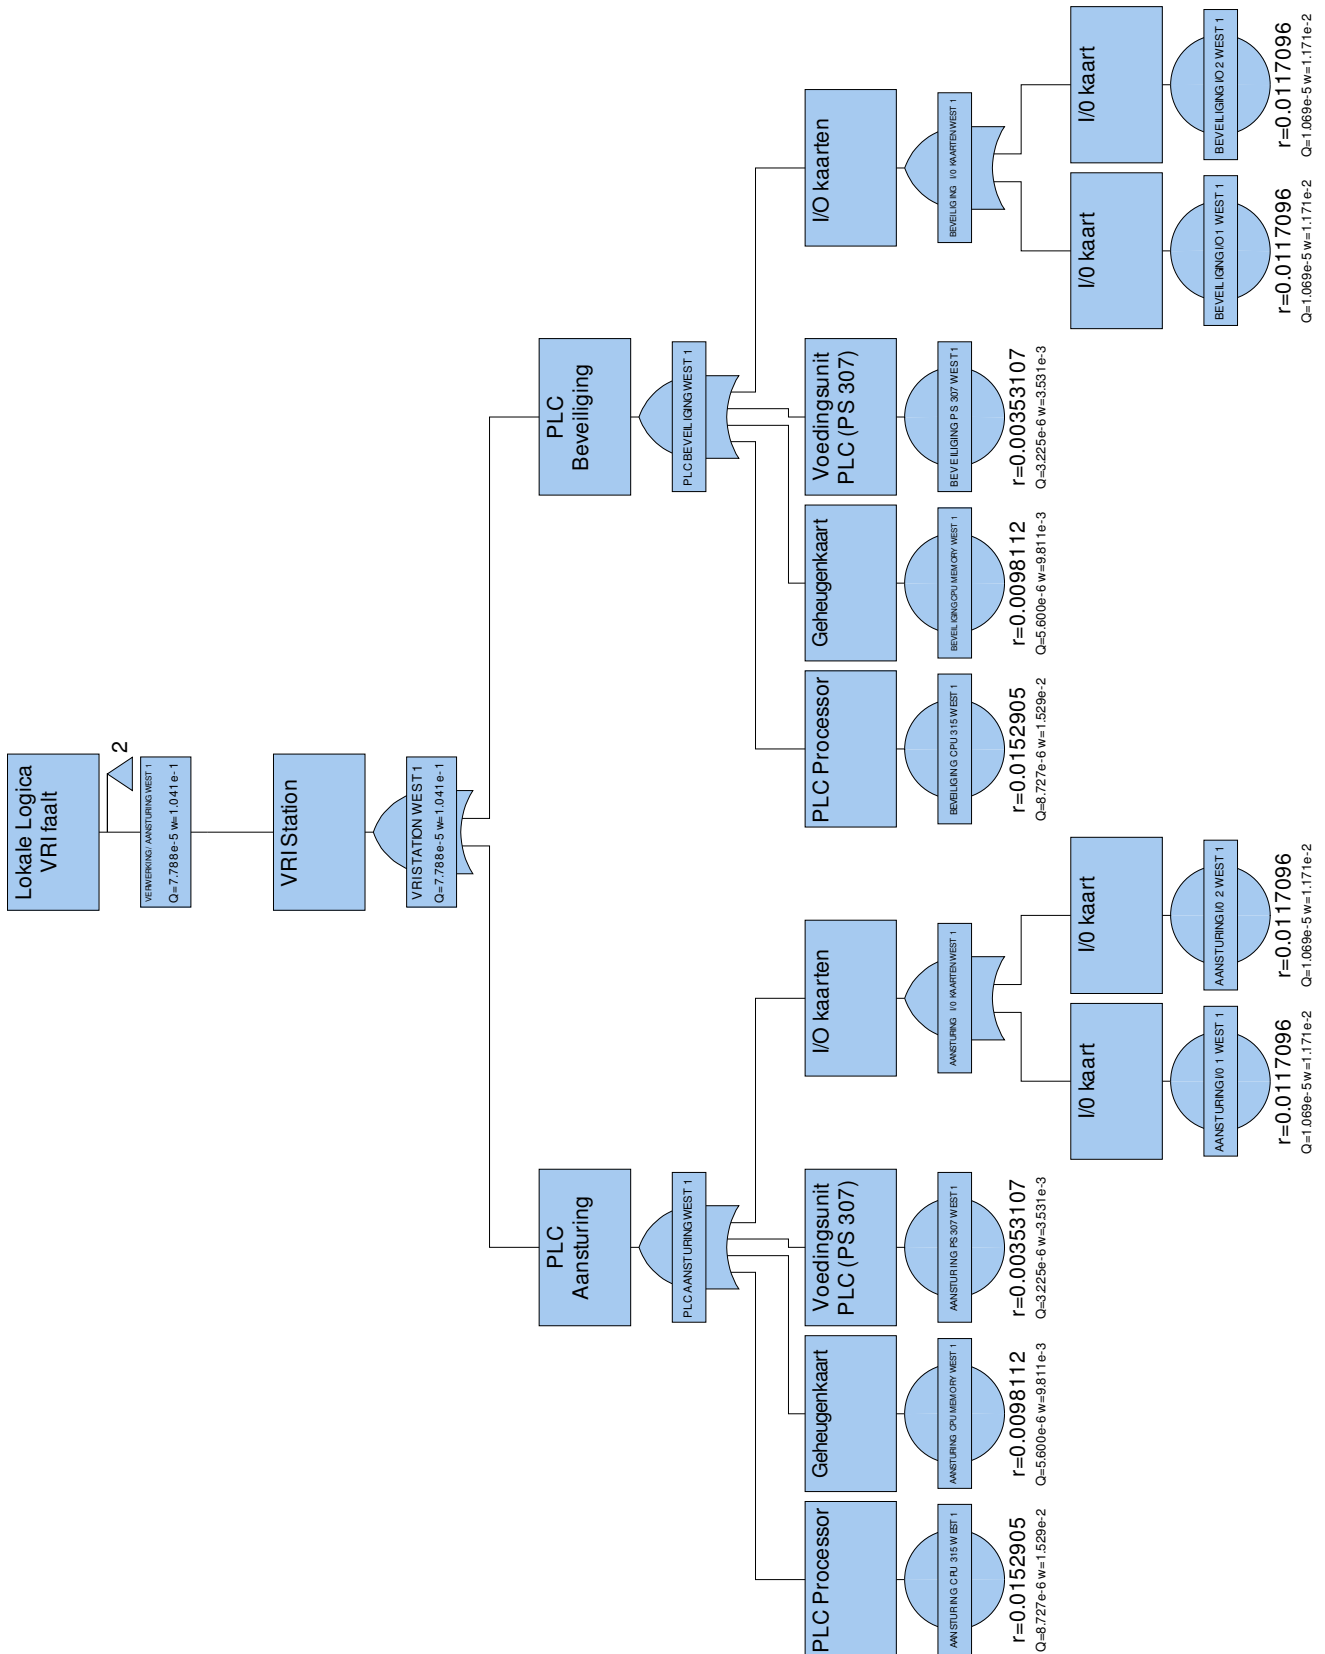 Lokale Logica
VRI faalt
2
VERWERKING/ AANSTURING WEST 1
Q=7.788e-5 w=1.041e-1
VRIStation
VRISTATION WEST 1
Q=7.788e-5 w=1.041e-1
PLC
Aansturing
PLC AANSTURING WEST 1
PLC
Beveiliging
PLC BEVEILIGING WEST 1
PLC Processor
AANSTURING CPU 315 WEST 1
r=0.0152905
Q=8.727e-6 w=1.529e-2
Geheugenkaart
AANSTURING CPU MEMORY WEST 1
r=0.0098112
Q=5.600e-6 w=9.811e-3
Voedingsunit
PLC (PS 307)
AANSTURING PS 307 WEST 1
r=0.00353107
Q=3.225e-6 w=3.531e-3
I/O kaarten
AANSTURING I/0 KAARTEN WEST 1
PLC Processor
BEVEILIGING CPU 315 WEST 1
r=0.0152905
Q=8.727e-6 w=1.529e-2
Geheugenkaart
BEVEILIGING CPU MEMORY WEST 1
r=0.0098112
Q=5.600e-6 w=9.811e-3
Voedingsunit
PLC (PS 307)
BEVEILIGING PS 307 WEST 1
r=0.00353107
Q=3.225e-6 w=3.531e-3
I/O kaarten
BEVEILIGING I/0 KAARTEN WEST 1
I/0 kaart
AANSTURING I/0 1 WEST 1
r=0.0117096
Q=1.069e-5 w=1.171e-2
I/0 kaart
AANSTURING I/0 2 WEST 1
r=0.0117096
Q=1.069e-5 w=1.171e-2
I/0 kaart
BEVEILIGING I/O 1 WEST 1
r=0.0117096
Q=1.069e-5 w=1.171e-2
I/0 kaart
BEVEILIGING I/O 2 WEST 1
r=0.0117096
Q=1.069e-5 w=1.171e-2